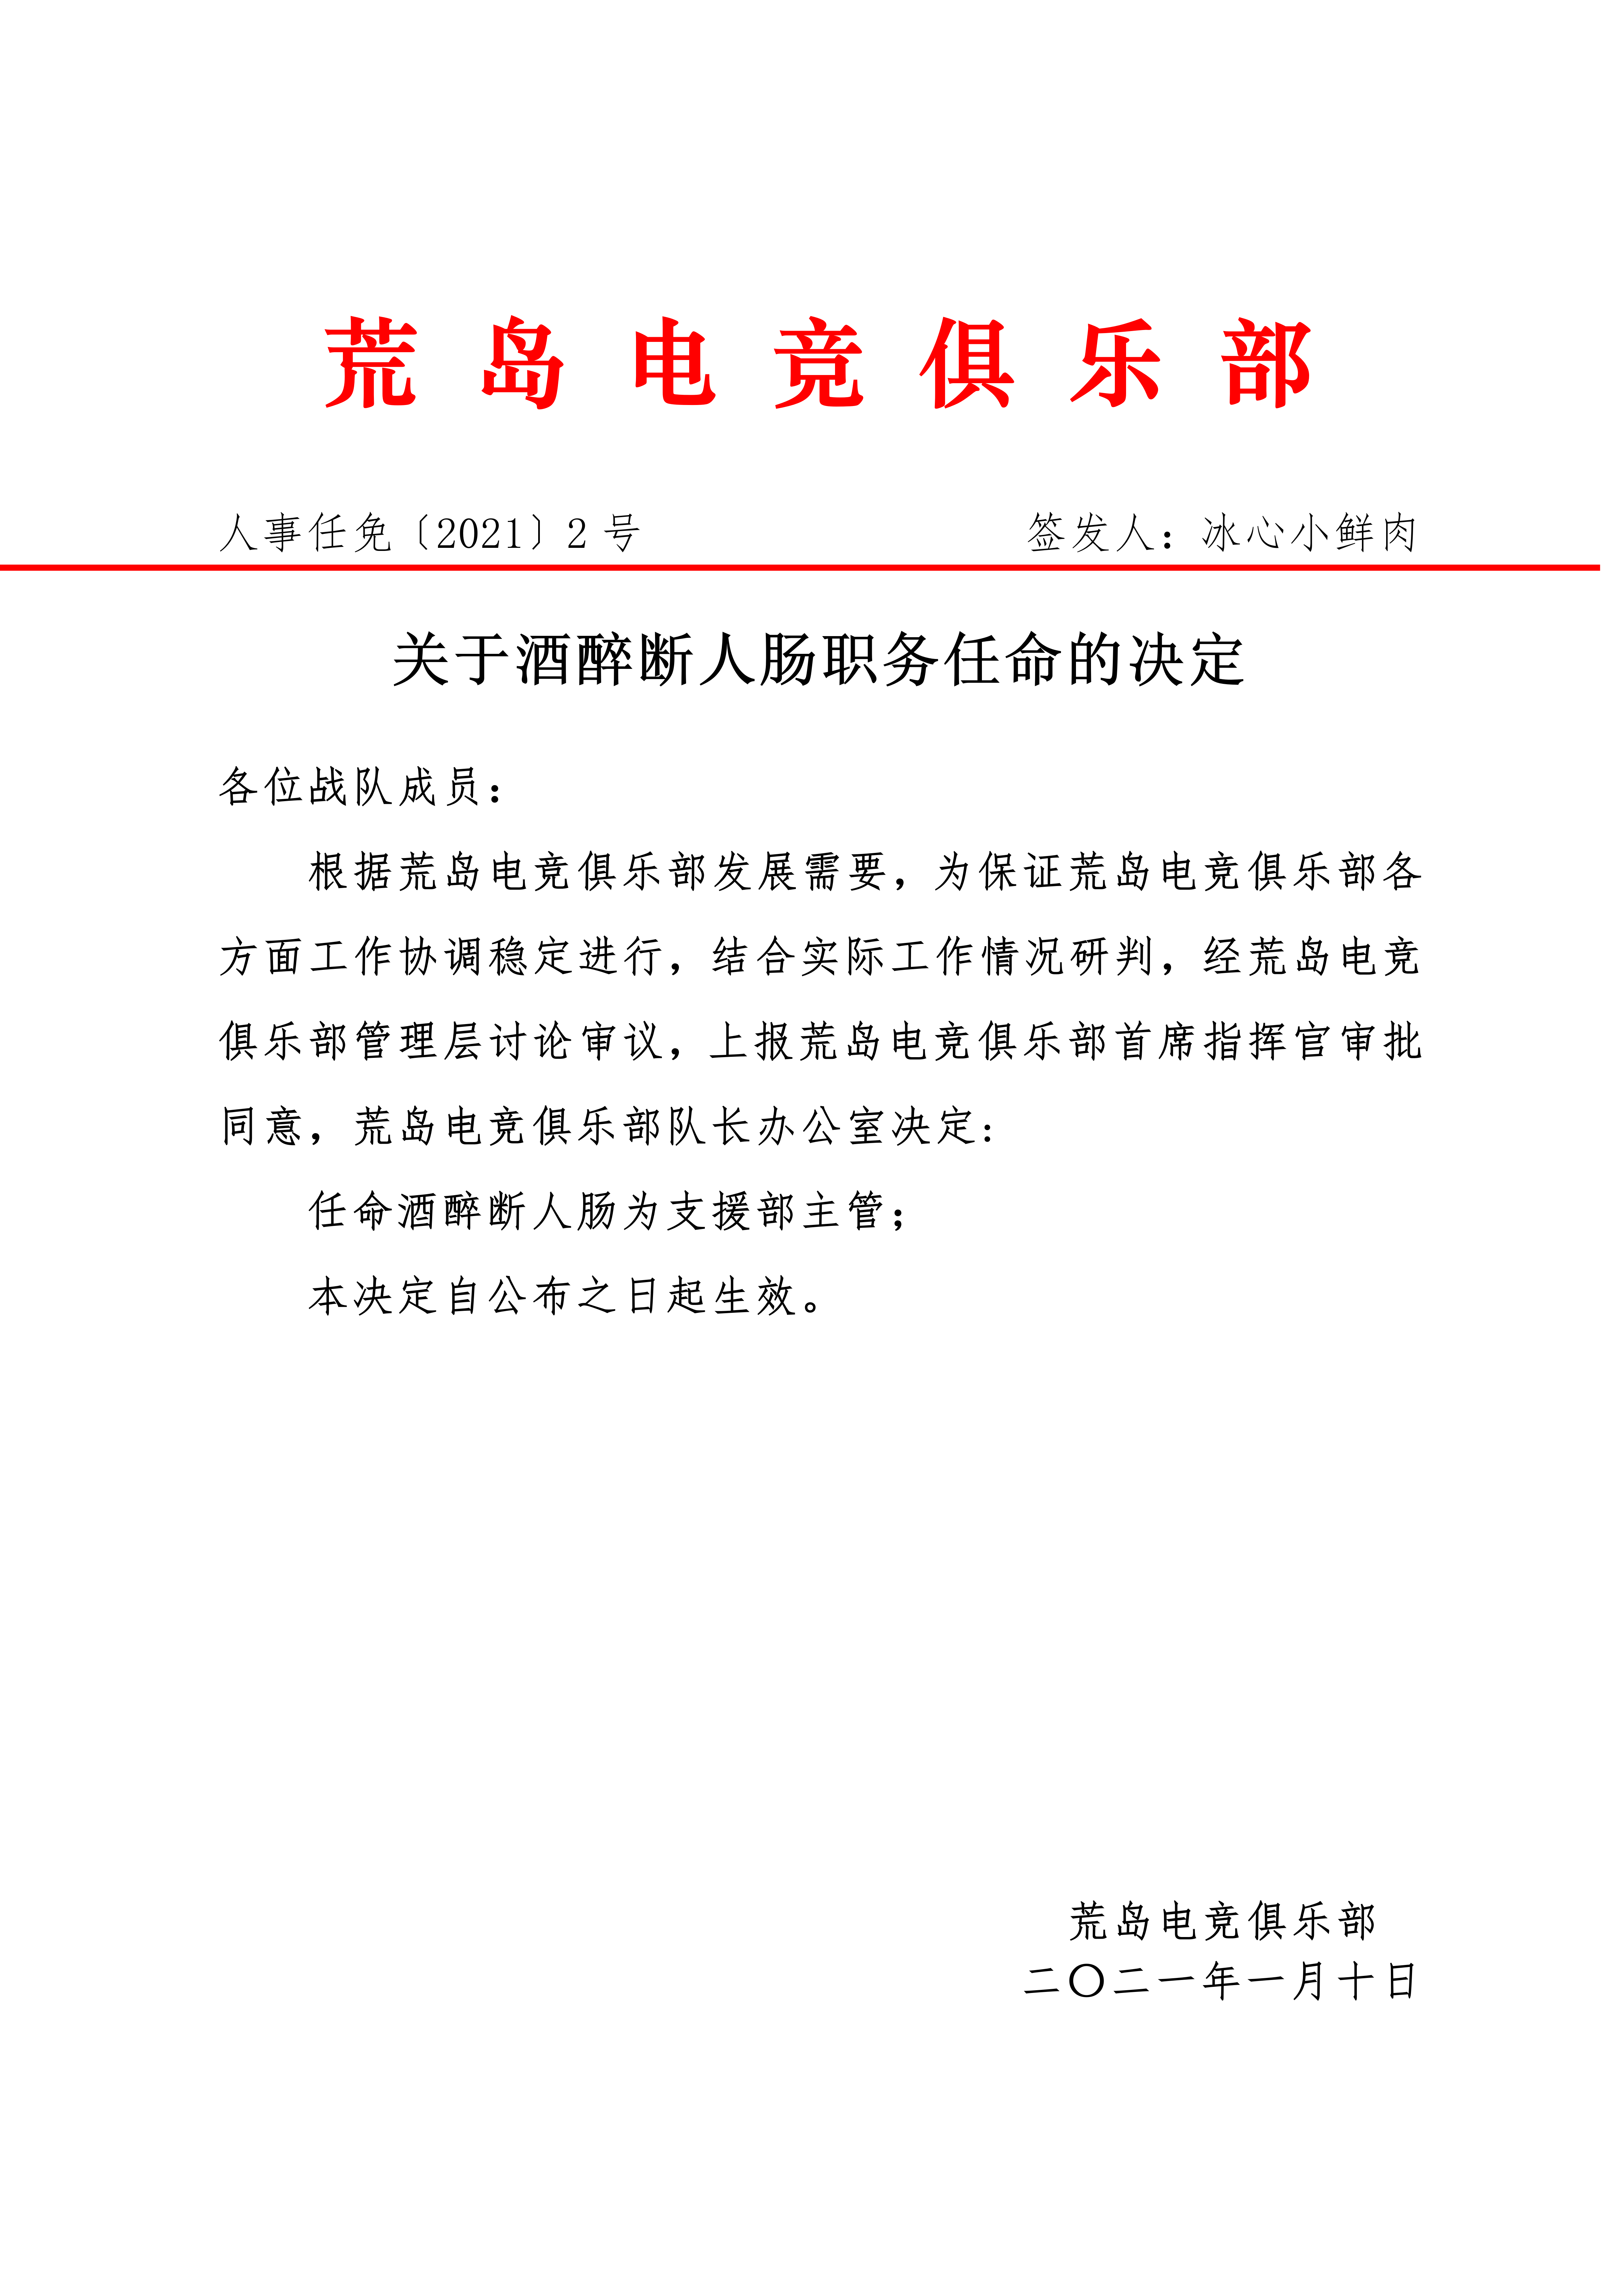 荒岛电竞俱乐部
人事任免〔2021〕2 号 签发人：冰心小鲜肉
关于酒醉断人肠职务任命的决定
各位战队成员：
根据荒岛电竞俱乐部发展需要，为保证荒岛电竞俱乐部各
方面工作协调稳定进行，结合实际工作情况研判，经荒岛电竞
俱乐部管理层讨论审议，上报荒岛电竞俱乐部首席指挥官审批
同意，荒岛电竞俱乐部队长办公室决定：
任命酒醉断人肠为支援部主管；
本决定自公布之日起生效。
荒岛电竞俱乐部
二〇二一年一月十日